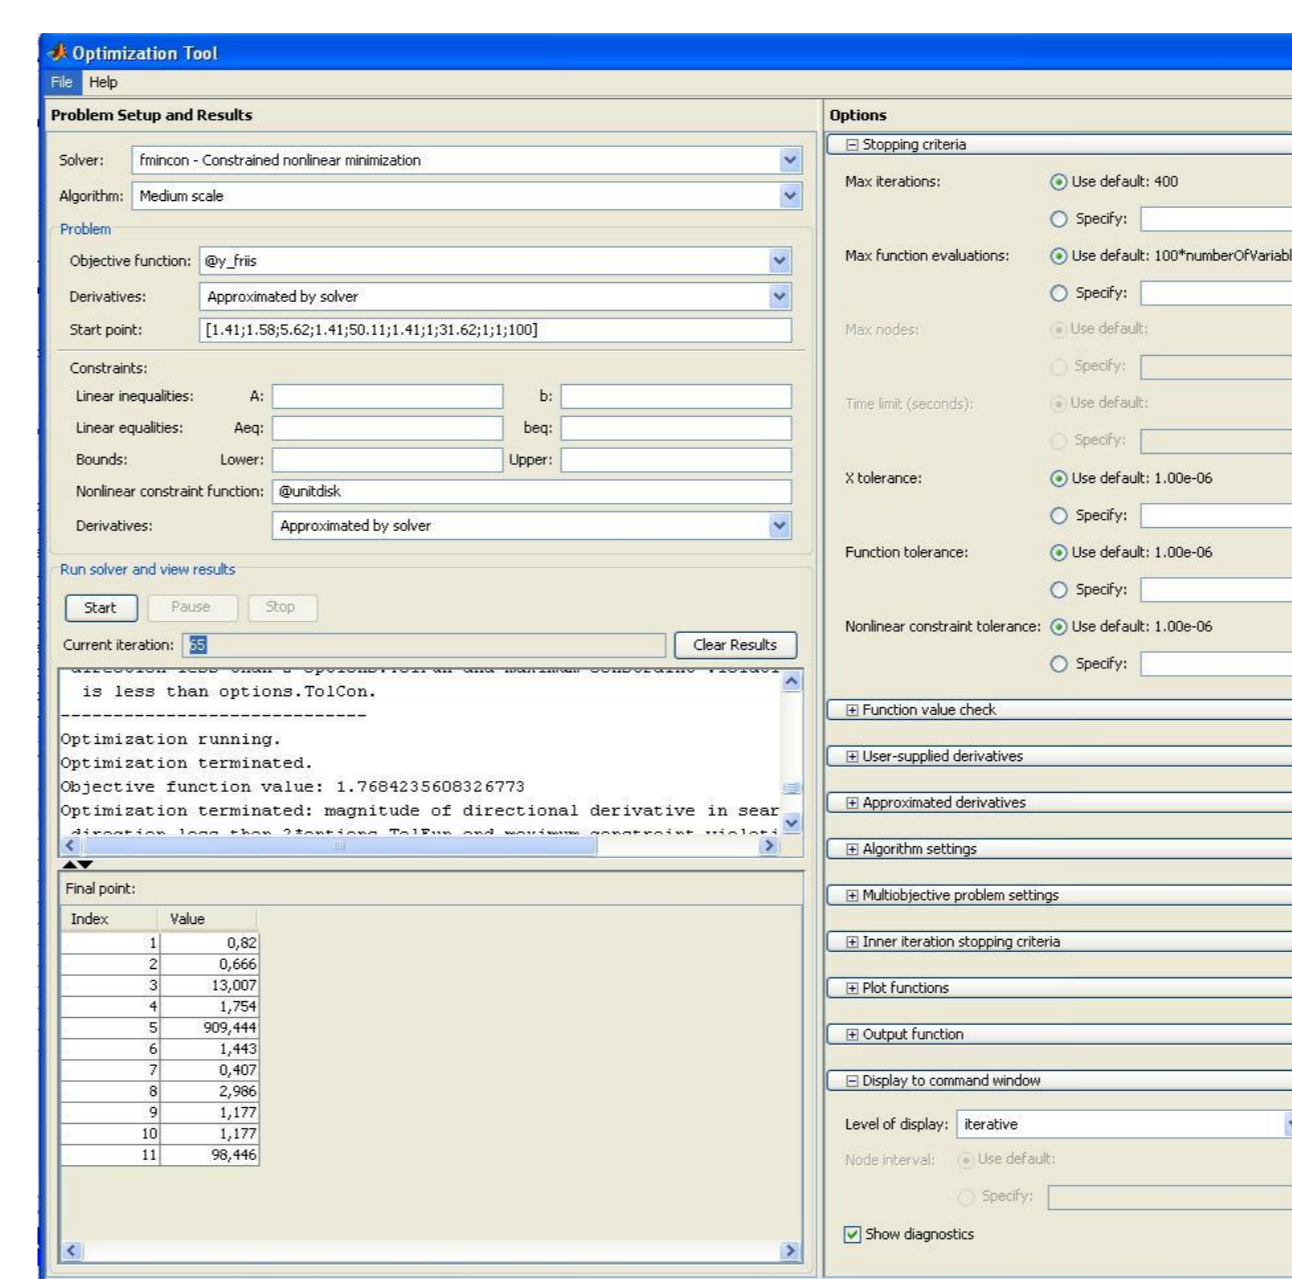 Optimization Tool
File Help
Problem Setup and Results
Solver: fmincon - Constrained nonlinear minimization
Algorithm: Medium scale
Problem
Objective function: @y_friis
Derivatives: Approximated by solver
Start point: [1.41;1.58;5.62;1.41;50.11;1.41;1;31.62;1;1;100]
Constraints:
Linear inequalities: A: b:
Linear equalities: Aeq: beq:
Bounds: Lower: Upper:
Nonlinear constraint function: @unitdisk
Derivatives: Approximated by solver
Run solver and view results
Start Pause Stop
Current iteration: 65 Clear Results
is less than options.TolCon.
-----------------------------
Optimization running.
Optimization terminated.
Objective function value: 1.7684235608326773
Optimization terminated: magnitude of directional derivative in sear
direction less than 2*options.TolFun and maximum constraint violati
Final point:
Index Value
1 0,82
2 0,666
3 13,007
4 1,754
5 909,444
6 1,443
7 0,407
8 2,986
9 1,177
10 1,177
11 98,446
Options
Stopping criteria
Max iterations: Use default: 400
Specify:
Max function evaluations: Use default: 100*numberOfVariabl
Specify:
Max nodes: Use default:
Specify:
Time limit (seconds): Use default:
Specify:
X tolerance: Use default: 1.00e-06
Specify:
Function tolerance: Use default: 1.00e-06
Specify:
Nonlinear constraint tolerance: Use default: 1.00e-06
Specify:
Function value check
User-supplied derivatives
Approximated derivatives
Algorithm settings
Multiobjective problem settings
Inner iteration stopping criteria
Plot functions
Output function
Display to command window
Level of display: iterative
Node interval: Use default:
Specify:
Show diagnostics